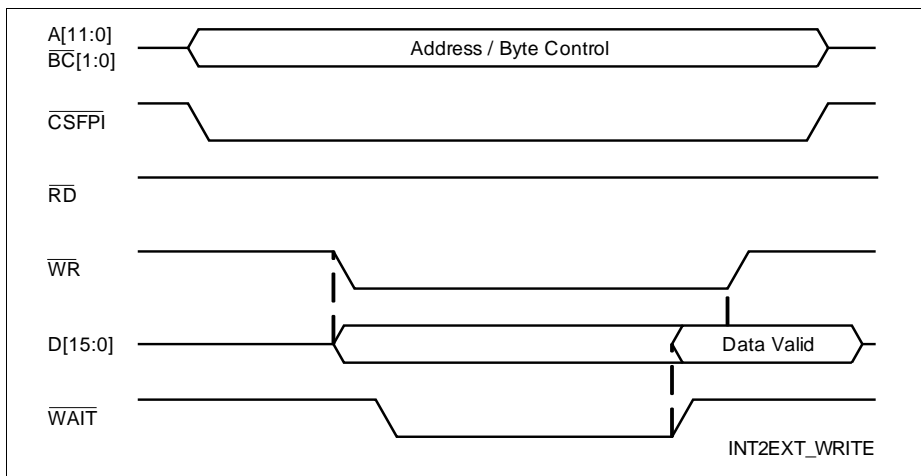 A[11:0]
BC[1:0]
Address / Byte Control
CSFPI
RD
WR
D[15:0]
Data Valid
WAIT
INT2EXT_WRITE